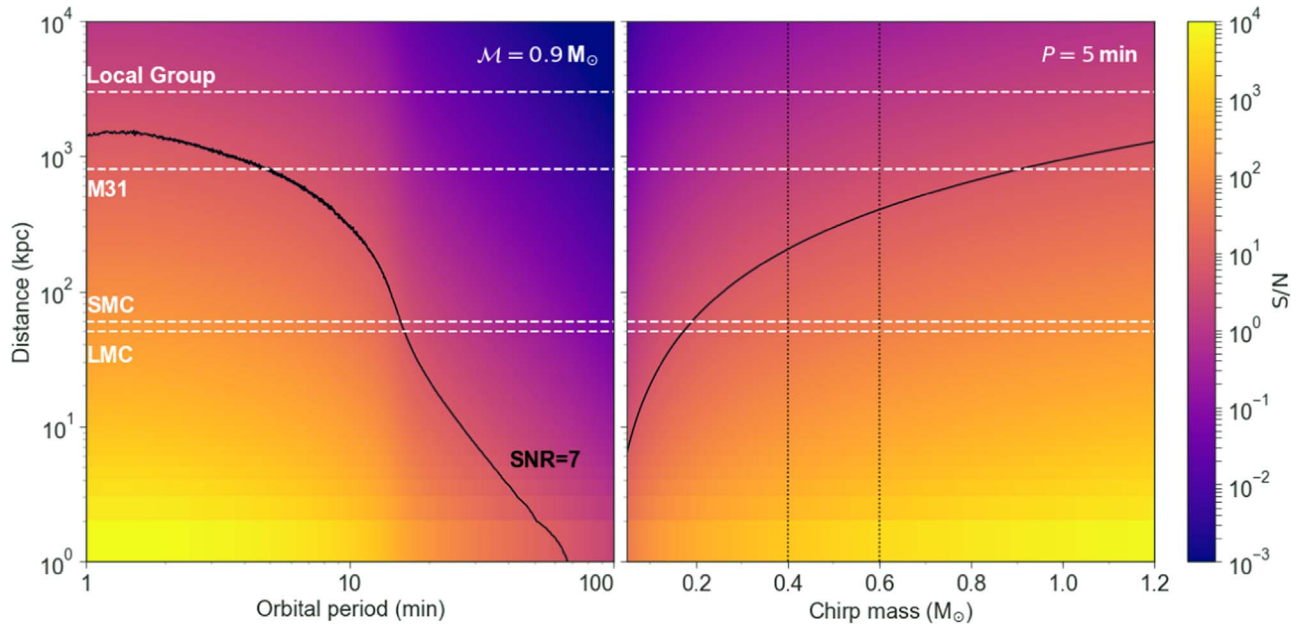 10⁴
10³
10²
10¹
10⁰
Distance (kpc)
ℳ = 0.9 M⊙
Local Group
M31
SMC
LMC
SNR=7
1
10
100
Orbital period (min)
P = 5 min
0.2
0.4
0.6
0.8
1.0
1.2
Chirp mass (M⊙)
10⁴
10³
10²
10¹
10⁰
10⁻¹
10⁻²
10⁻³
N/S